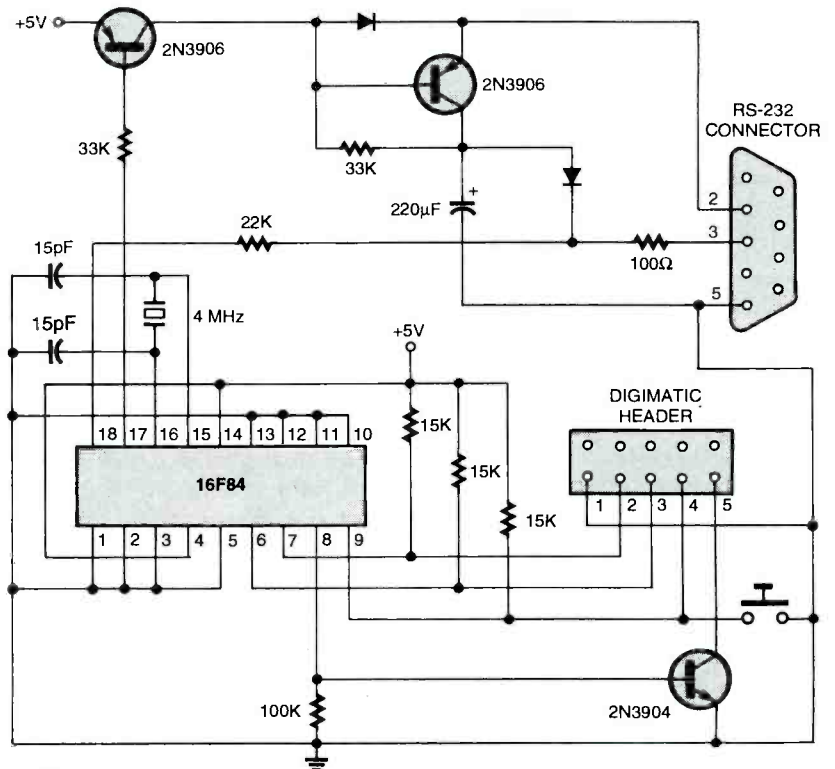 +5V
2N3906
2N3906
RS-232
CONNECTOR
33K
33K
220µF
+
2
22K
3
100Ω
15pF
5
4 MHz
15pF
+5V
DIGIMATIC
HEADER
18 17 16 15 14 13 12 11 10
15K
16F84
15K
15K
1 2 3 4 5
1 2 3 4 5 6 7 8 9
100K
2N3904